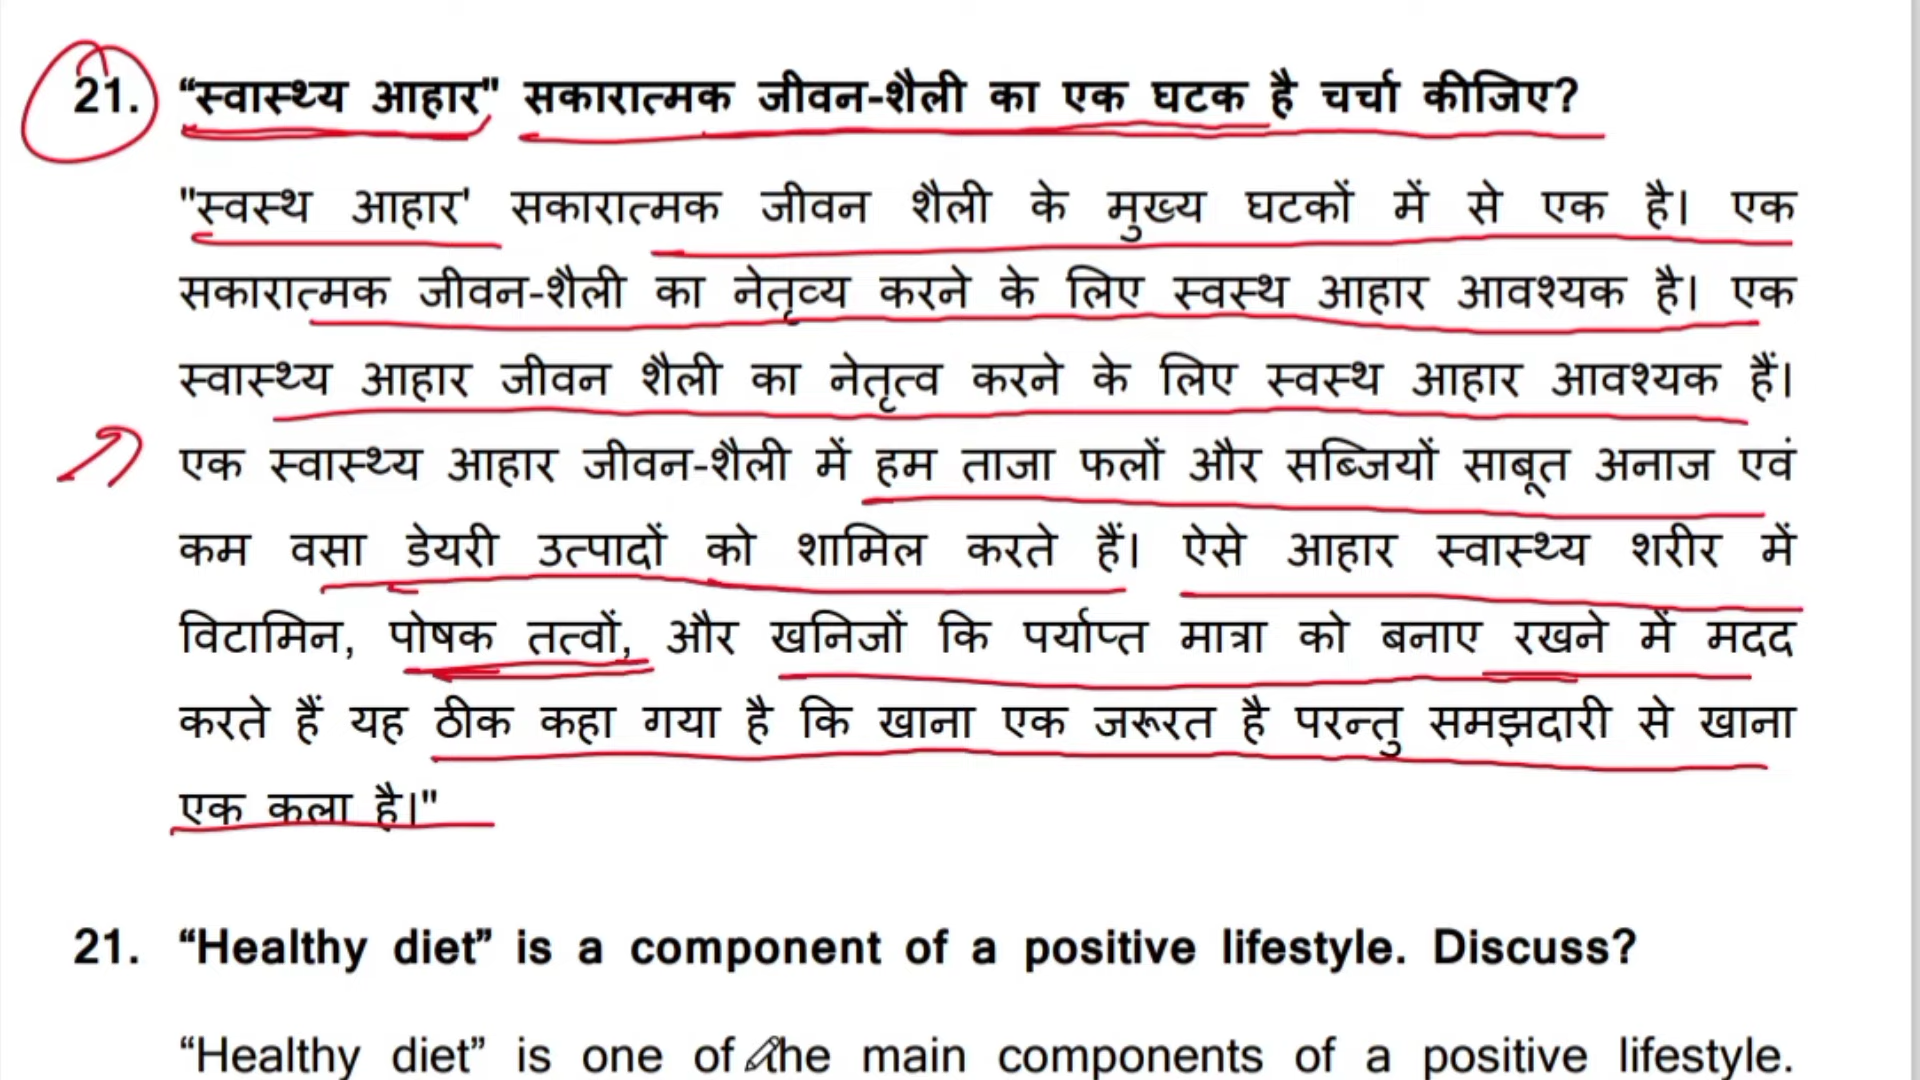 21. “स्वास्थ्य आहार" सकारात्मक जीवन-शैली का एक घटक है चर्चा कीजिए?
"स्वस्थ आहार' सकारात्मक जीवन शैली के मुख्य घटकों में से एक है। एक
सकारात्मक जीवन-शैली का नेतृव्य करने के लिए स्वस्थ आहार आवश्यक है। एक
स्वास्थ्य आहार जीवन शैली का नेतृत्व करने के लिए स्वस्थ आहार आवश्यक हैं।
एक स्वास्थ्य आहार जीवन-शैली में हम ताजा फलों और सब्जियों साबूत अनाज एवं
कम वसा डेयरी उत्पादों को शामिल करते हैं। ऐसे आहार स्वास्थ्य शरीर में
विटामिन, पोषक तत्वों, और खनिजों कि पर्याप्त मात्रा को बनाए रखने में मदद
करते हैं यह ठीक कहा गया है कि खाना एक जरूरत है परन्तु समझदारी से खाना
एक कला है।"
21. “Healthy diet” is a component of a positive lifestyle. Discuss?
“Healthy diet” is one of the main components of a positive lifestyle.